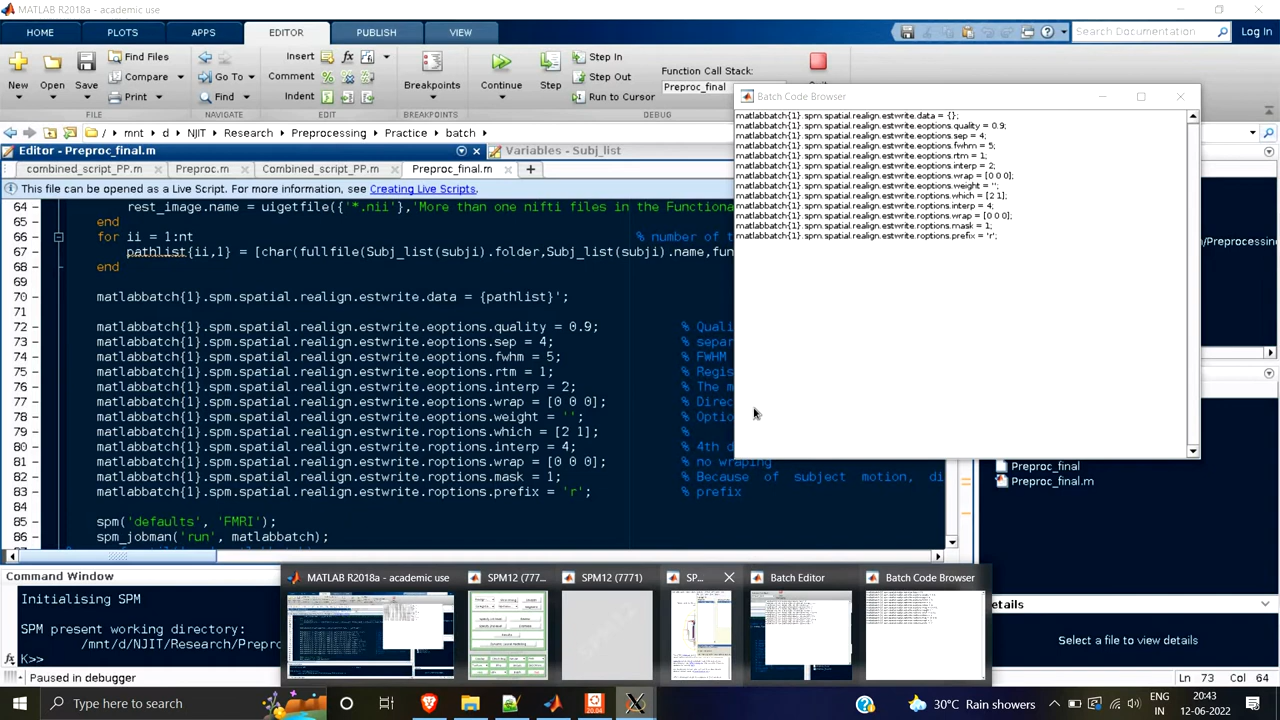 MATLAB R2018a - academic use
HOME PLOTS APPS EDITOR PUBLISH VIEW Search Documentation Log In
Find Files Insert fx Step In
Compare Go To Comment Step Out Function Call Stack:
New Open Save Print Find Indent Breakpoints Continue Step Run to Cursor Preproc_final
FILE NAVIGATE EDIT BREAKPOINTS DEBUG
/ mnt d NJIT Research Preprocessing Practice batch
Editor - Preproc_final.m Variables - Subj_list
combined_script_PP.m Preproc.m Combined_script_PP.m Preproc_final.m
This file can be opened as a Live Script. For more information, see Creating Live Scripts.
64 rest_image.name = uigetfile({'*.nii'},'More than one nifti files in the Functiona
65 end
66 for ii = 1:nt % number of t
67 pathlist{ii,1} = [char(fullfile(Subj_list(subji).folder,Subj_list(subji).name,fun
68 end
69
70 matlabbatch{1}.spm.spatial.realign.estwrite.data = {pathlist}';
71
72 matlabbatch{1}.spm.spatial.realign.estwrite.eoptions.quality = 0.9; % Quali
73 matlabbatch{1}.spm.spatial.realign.estwrite.eoptions.sep = 4; % separ
74 matlabbatch{1}.spm.spatial.realign.estwrite.eoptions.fwhm = 5; % FWHM
75 matlabbatch{1}.spm.spatial.realign.estwrite.eoptions.rtm = 1; % Regis
76 matlabbatch{1}.spm.spatial.realign.estwrite.eoptions.interp = 2; % The m
77 matlabbatch{1}.spm.spatial.realign.estwrite.eoptions.wrap = [0 0 0]; % Direc
78 matlabbatch{1}.spm.spatial.realign.estwrite.eoptions.weight = ''; % Optio
79 matlabbatch{1}.spm.spatial.realign.estwrite.roptions.which = [2 1]; %
80 matlabbatch{1}.spm.spatial.realign.estwrite.roptions.interp = 4; % 4th d
81 matlabbatch{1}.spm.spatial.realign.estwrite.roptions.wrap = [0 0 0]; % no wraping
82 matlabbatch{1}.spm.spatial.realign.estwrite.roptions.mask = 1; % Because of subject motion, di
83 matlabbatch{1}.spm.spatial.realign.estwrite.roptions.prefix = 'r'; % prefix
84
85 spm('defaults', 'FMRI');
86 spm_jobman('run', matlabbatch);
Batch Code Browser
matlabbatch{1}.spm.spatial.realign.estwrite.data = {};
matlabbatch{1}.spm.spatial.realign.estwrite.eoptions.quality = 0.9;
matlabbatch{1}.spm.spatial.realign.estwrite.eoptions.sep = 4;
matlabbatch{1}.spm.spatial.realign.estwrite.eoptions.fwhm = 5;
matlabbatch{1}.spm.spatial.realign.estwrite.eoptions.rtm = 1;
matlabbatch{1}.spm.spatial.realign.estwrite.eoptions.interp = 2;
matlabbatch{1}.spm.spatial.realign.estwrite.eoptions.wrap = [0 0 0];
matlabbatch{1}.spm.spatial.realign.estwrite.eoptions.weight = '';
matlabbatch{1}.spm.spatial.realign.estwrite.roptions.which = [2 1];
matlabbatch{1}.spm.spatial.realign.estwrite.roptions.interp = 4;
matlabbatch{1}.spm.spatial.realign.estwrite.roptions.wrap = [0 0 0];
matlabbatch{1}.spm.spatial.realign.estwrite.roptions.mask = 1;
matlabbatch{1}.spm.spatial.realign.estwrite.roptions.prefix = 'r';
/Preprocessin
Preproc_final
Preproc_final.m
Command Window
Initialising SPM
SPM present working directory:
/mnt/d/NJIT/Research/Prepro
fx K>>
Paused in debugger
MATLAB R2018a - academic use SPM12 (777... SPM12 (7771) SP... Batch Editor Batch Code Browser
etails
Select a file to view details
Ln 73 Col 64
Type here to search
30°C Rain showers
ENG
IN
20:43
12-06-2022
20.04